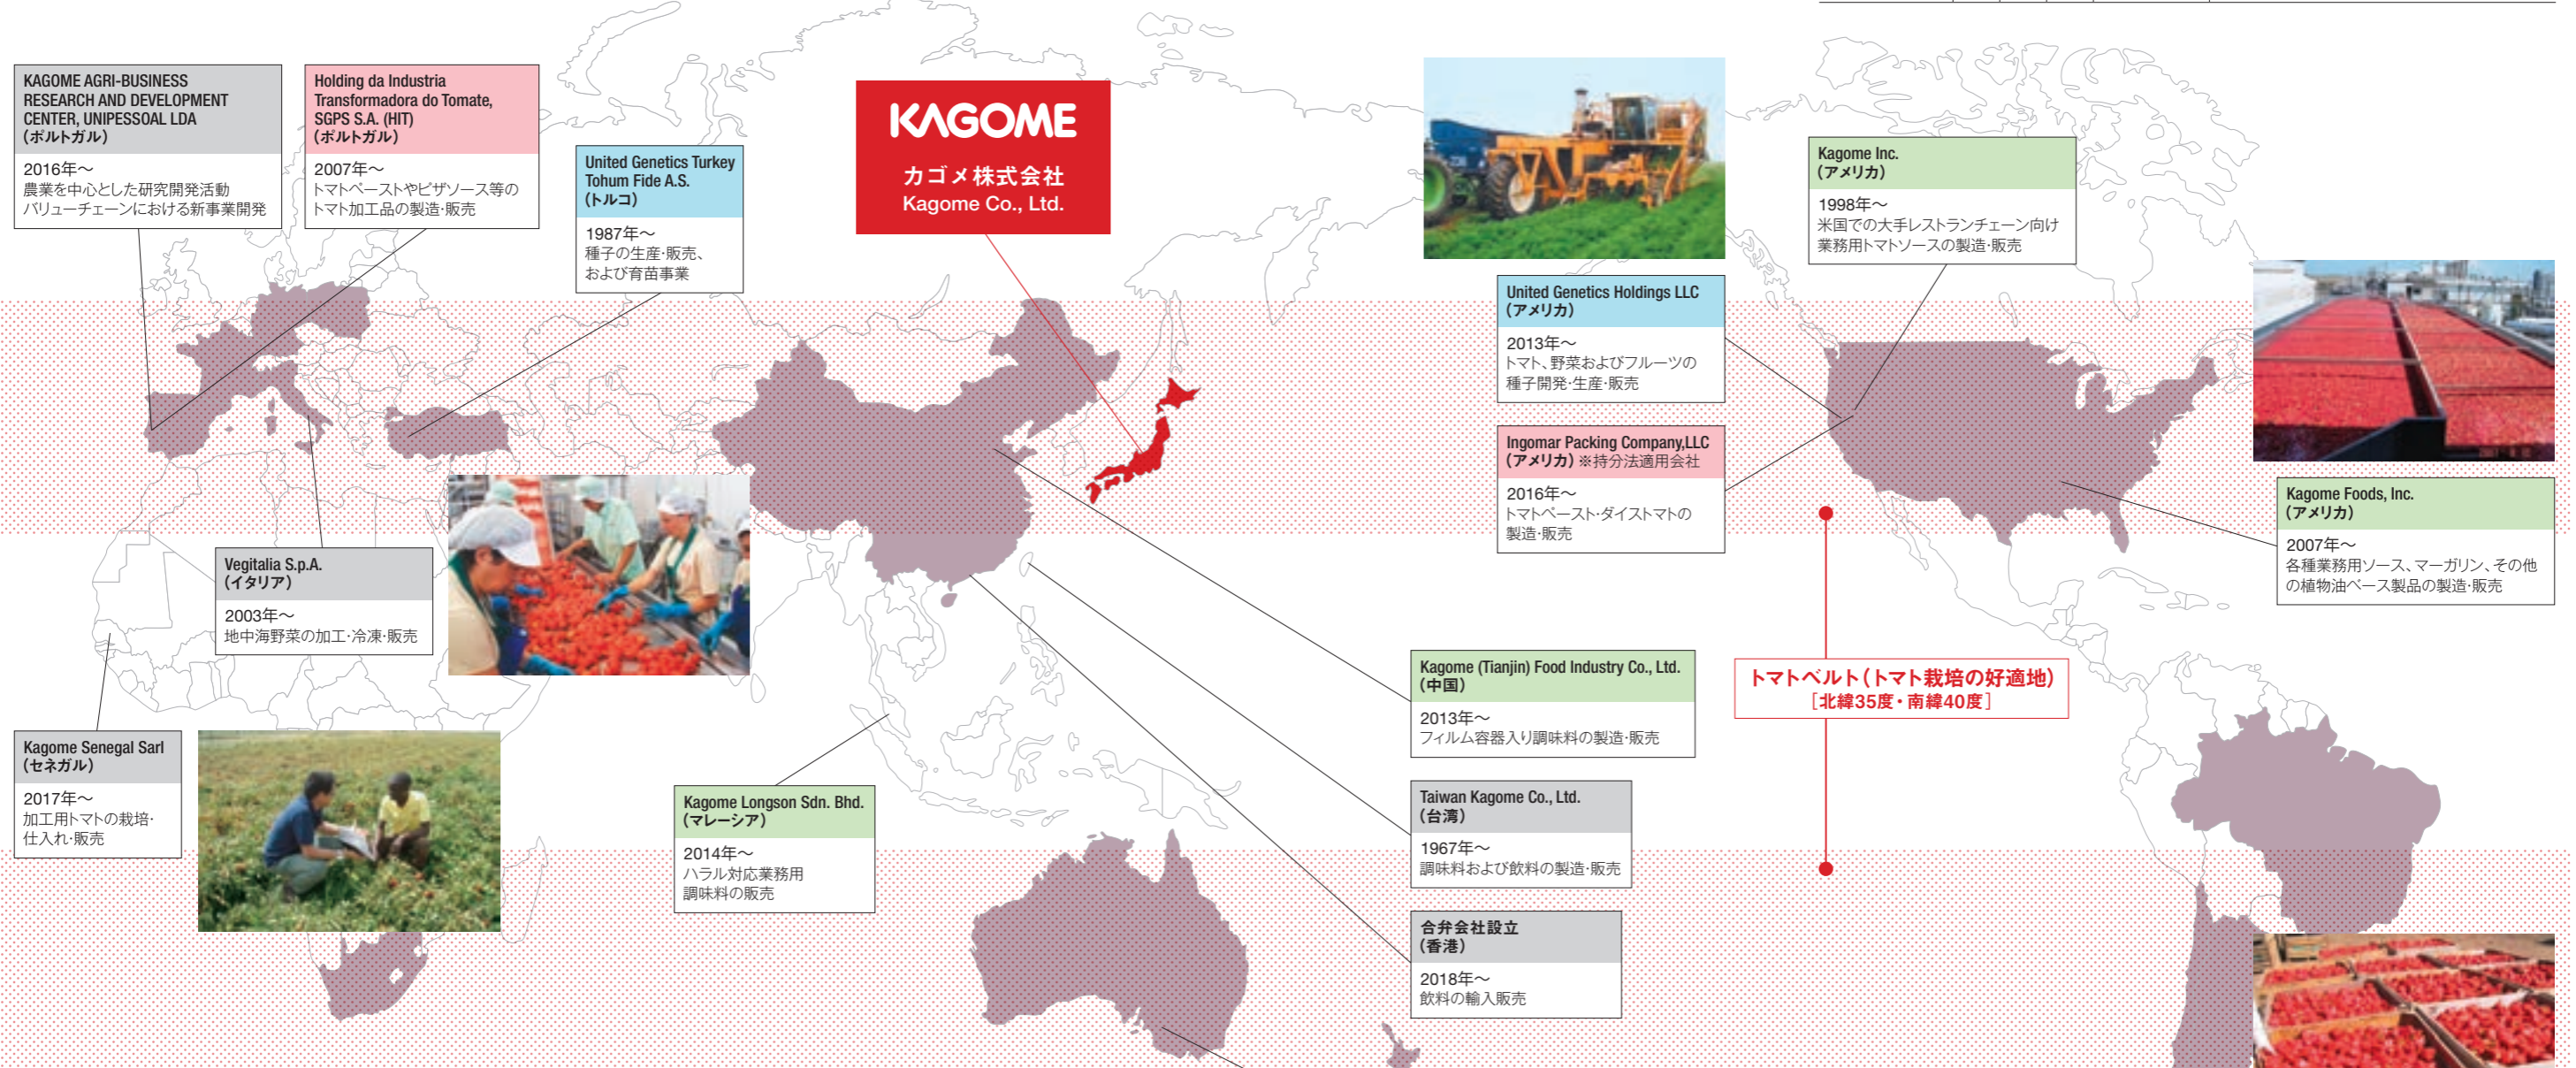 KAGOME AGRI-BUSINESS
RESEARCH AND DEVELOPMENT
CENTER, UNIPESSOAL LDA
（ポルトガル）
2016年～
農業を中心とした研究開発活動
バリューチェーンにおける新事業開発
Holding da Industria
Transformadora do Tomate,
SGPS S.A. (HIT)
（ポルトガル）
2007年～
トマトペーストやピザソース等の
トマト加工品の製造・販売
United Genetics Turkey
Tohum Fide A.S.
（トルコ）
1987年～
種子の生産・販売、
および育苗事業
KAGOME
カゴメ株式会社
Kagome Co., Ltd.
Kagome Inc.
（アメリカ）
1998年～
米国での大手レストランチェーン向け
業務用トマトソースの製造・販売
United Genetics Holdings LLC
（アメリカ）
2013年～
トマト、野菜およびフルーツの
種子開発・生産・販売
Ingomar Packing Company,LLC
（アメリカ）※持分法適用会社
2016年～
トマトペースト・ダイストマトの
製造・販売
Kagome Foods, Inc.
（アメリカ）
2007年～
各種業務用ソース、マーガリン、その他
の植物油ベース製品の製造・販売
Vegitalia S.p.A.
（イタリア）
2003年～
地中海野菜の加工・冷凍・販売
Kagome Senegal Sarl
（セネガル）
2017年～
加工用トマトの栽培・
仕入れ・販売
Kagome Longson Sdn. Bhd.
（マレーシア）
2014年～
ハラル対応業務用
調味料の販売
Kagome (Tianjin) Food Industry Co., Ltd.
（中国）
2013年～
フィルム容器入り調味料の製造・販売
Taiwan Kagome Co., Ltd.
（台湾）
1967年～
調味料および飲料の製造・販売
合弁会社設立
（香港）
2018年～
飲料の輸入販売
トマトベルト（トマト栽培の好適地）
［北緯35度・南緯40度］